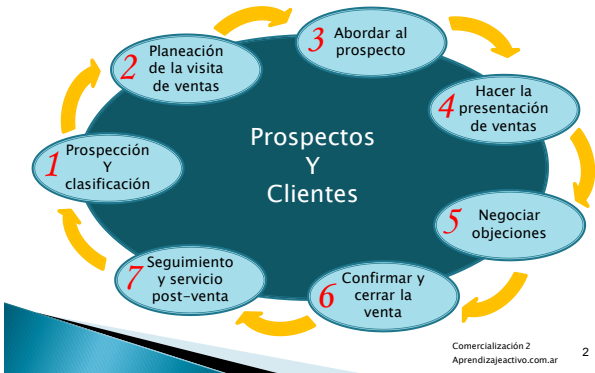 1 Prospección
Y
clasificación
2 Planeación
de la visita
de ventas
3 Abordar al
prospecto
4 Hacer la
presentación
de ventas
5 Negociar
objeciones
6 Confirmar y
cerrar la
venta
7 Seguimiento
y servicio
post-venta
Prospectos
Y
Clientes
Comercialización 2
Aprendizajeactivo.com.ar
2